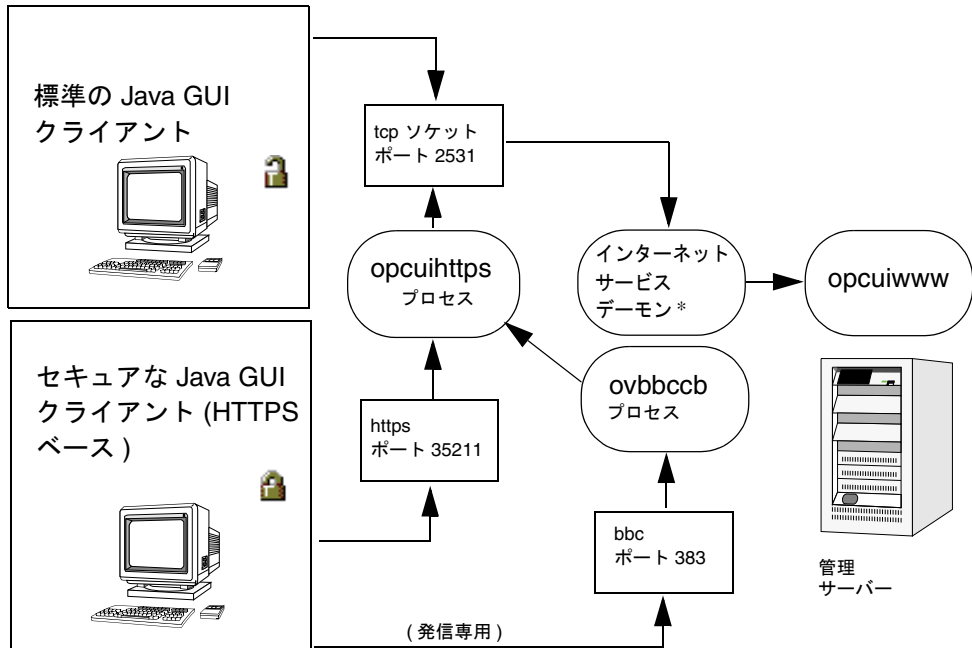 標準の Java GUI
クライアント
tcp ソケット
ポート 2531
opcuihttps
プロセス
インターネット
サービス
デーモン *
opcuiwww
セキュアな Java GUI
クライアント (HTTPS
ベース )
https
ポート 35211
ovbbccb
プロセス
bbc
ポート 383
管理
サーバー
( 発信専用 )